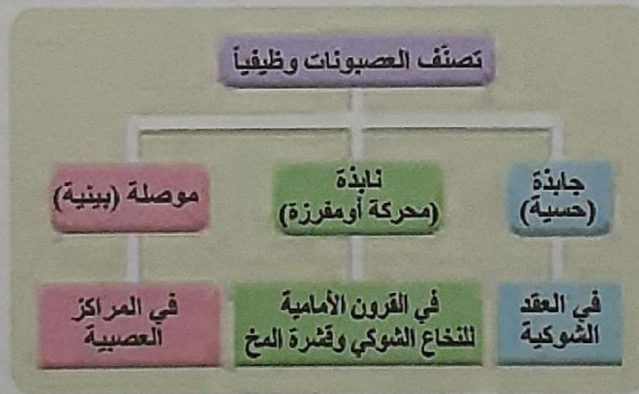 تصنّف العصبونات وظيفياً
جابذة
(حسية)
نابذة
(محركة أومفرزة)
موصلة (بينية)
في العقد
الشوكية
في القرون الأمامية
للنخاع الشوكي وقشرة المخ
في المراكز
العصبية